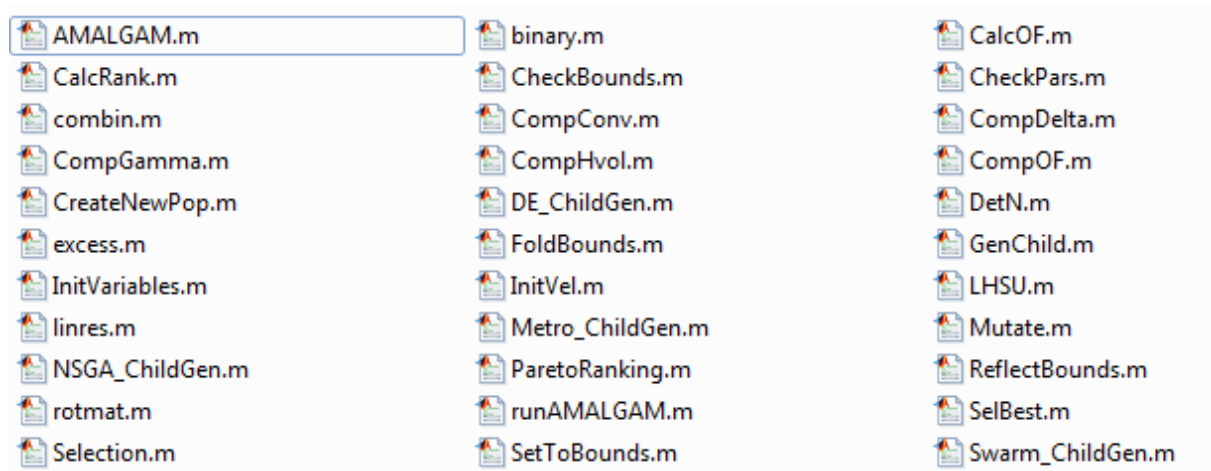 AMALGAM.m binary.m CalcOF.m
CalcRank.m CheckBounds.m CheckPars.m
combin.m CompConv.m CompDelta.m
CompGamma.m CompHvol.m CompOF.m
CreateNewPop.m DE_ChildGen.m DetN.m
excess.m FoldBounds.m GenChild.m
InitVariables.m InitVel.m LHSU.m
linres.m Metro_ChildGen.m Mutate.m
NSGA_ChildGen.m ParetoRanking.m ReflectBounds.m
rotmat.m runAMALGAM.m SelBest.m
Selection.m SetToBounds.m Swarm_ChildGen.m